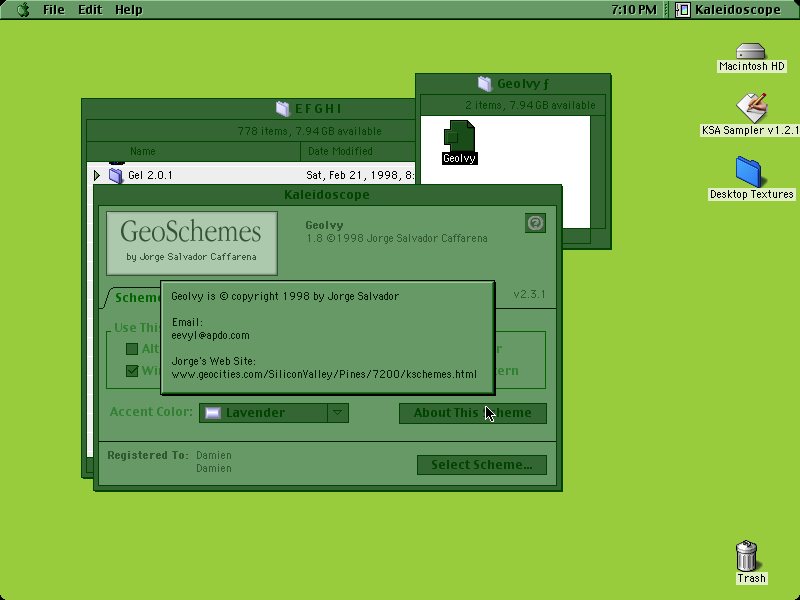 File Edit Help
7:10 PM
Kaleidoscope
Macintosh HD
KSA Sampler v1.2.1
Desktop Textures
Trash
E F G H I
778 items, 7.94 GB available
Name
Date Modified
Gel 2.0.1
Sat, Feb 21, 1998, 8:
GeoIvy ƒ
2 items, 7.94 GB available
GeoIvy
Kaleidoscope
GeoSchemes
by Jorge Salvador Caffarena
GeoIvy
1.8 ©1998 Jorge Salvador Caffarena
Scheme
v2.3.1
Use This
GeoIvy is © copyright 1998 by Jorge Salvador
Email:
eevyl@apdo.com
Jorge's Web Site:
www.geocities.com/SiliconValley/Pines/7200/kschemes.html
Accent Color:
Lavender
About This Scheme
Registered To: Damien
Damien
Select Scheme...